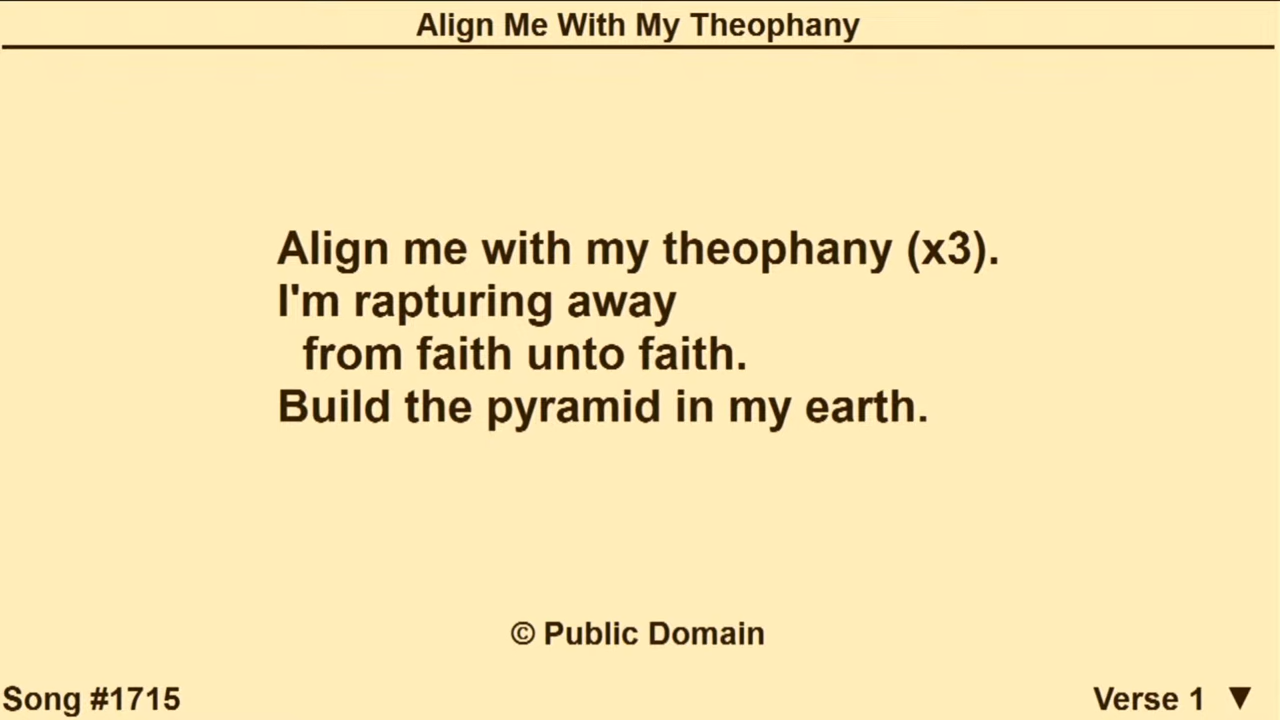 Align Me With My Theophany
Align me with my theophany (x3).
I'm rapturing away
from faith unto faith.
Build the pyramid in my earth.
© Public Domain
Song #1715
Verse 1 ▼